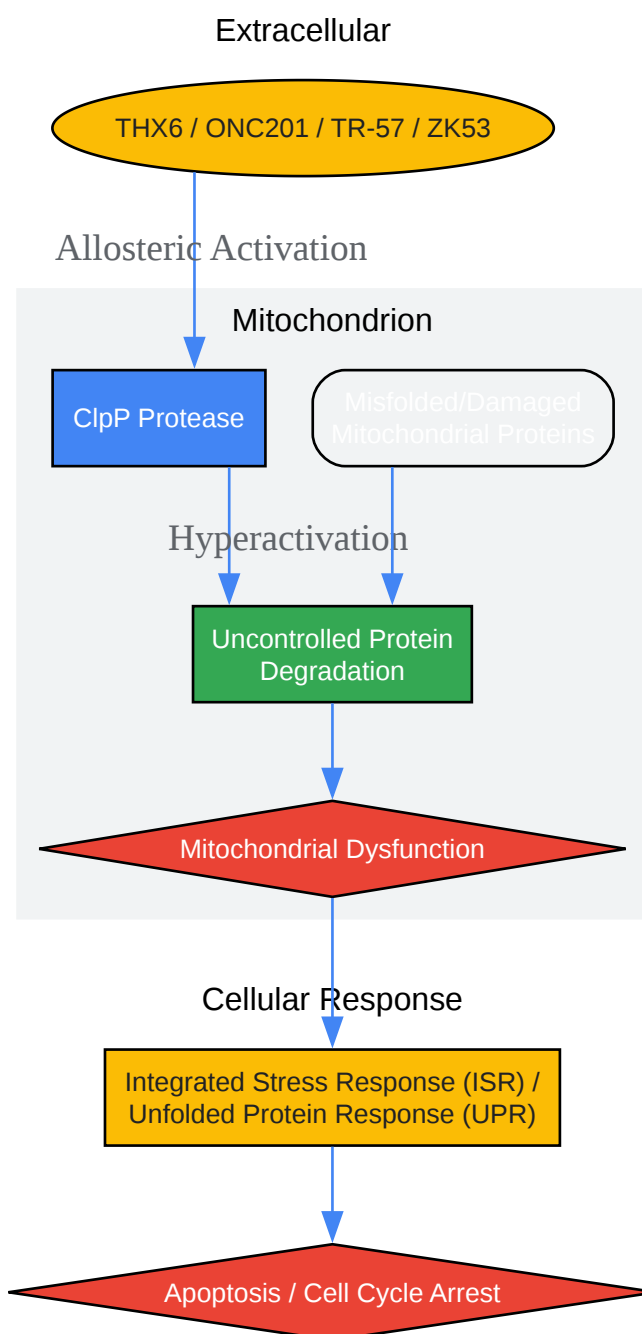 Extracellular
THX6 / ONC201 / TR-57 / ZK53
Allosteric Activation
Mitochondrion
ClpP Protease
Misfolded/Damaged
Mitochondrial Proteins
Hyperactivation
Uncontrolled Protein
Degradation
Mitochondrial Dysfunction
Cellular Response
Integrated Stress Response (ISR) /
Unfolded Protein Response (UPR)
Apoptosis / Cell Cycle Arrest